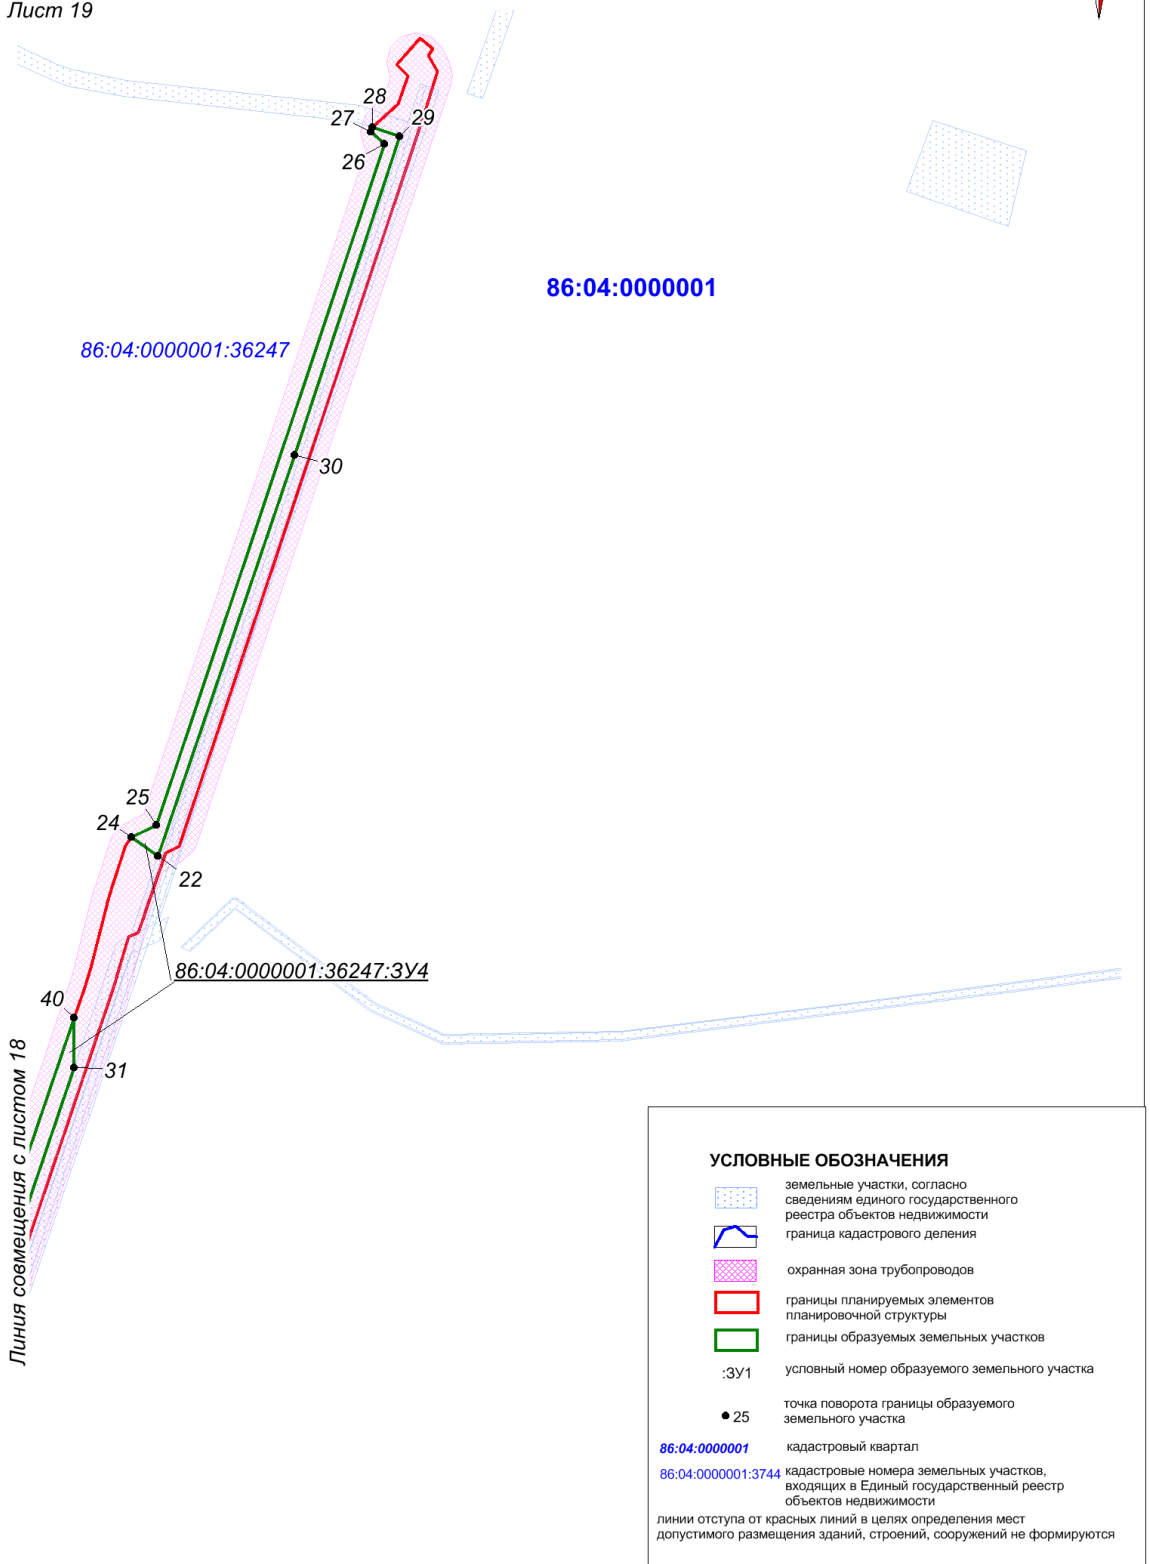 Лист 19
28
27
29
26
86:04:0000001
86:04:0000001:36247
30
25
24
22
86:04:0000001:36247:ЗУ4
40
31
Линия совмещения с листом 18
УСЛОВНЫЕ ОБОЗНАЧЕНИЯ
земельные участки, согласно
сведениям единого государственного
реестра объектов недвижимости
граница кадастрового деления
охранная зона трубопроводов
границы планируемых элементов
планировочной структуры
границы образуемых земельных участков
:ЗУ1 условный номер образуемого земельного участка
точка поворота границы образуемого
25 земельного участка
86:04:0000001 кадастровый квартал
86:04:0000001:3744 кадастровые номера земельных участков,
входящих в Единый государственный реестр
объектов недвижимости
линии отступа от красных линий в целях определения мест
допустимого размещения зданий, строений, сооружений не формируются